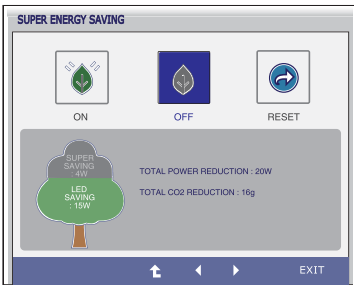 SUPER ENERGY SAVING
ON
OFF
RESET
SUPER
SAVING
: 4W
LED
SAVING
: 15W
TOTAL POWER REDUCTION : 20W
TOTAL CO2 REDUCTION : 16g
EXIT